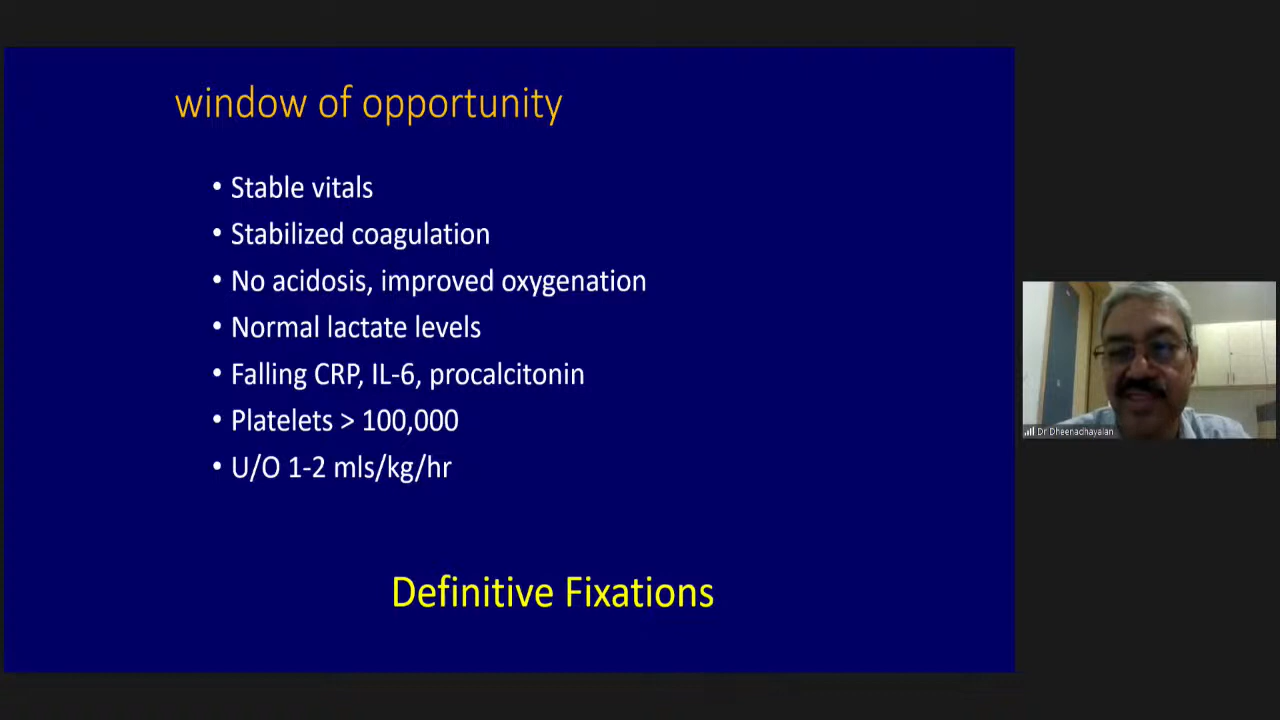 window of opportunity
• Stable vitals
• Stabilized coagulation
• No acidosis, improved oxygenation
• Normal lactate levels
• Falling CRP, IL-6, procalcitonin
• Platelets > 100,000
• U/O 1-2 mls/kg/hr
Definitive Fixations
Dr Dheenadhayalan